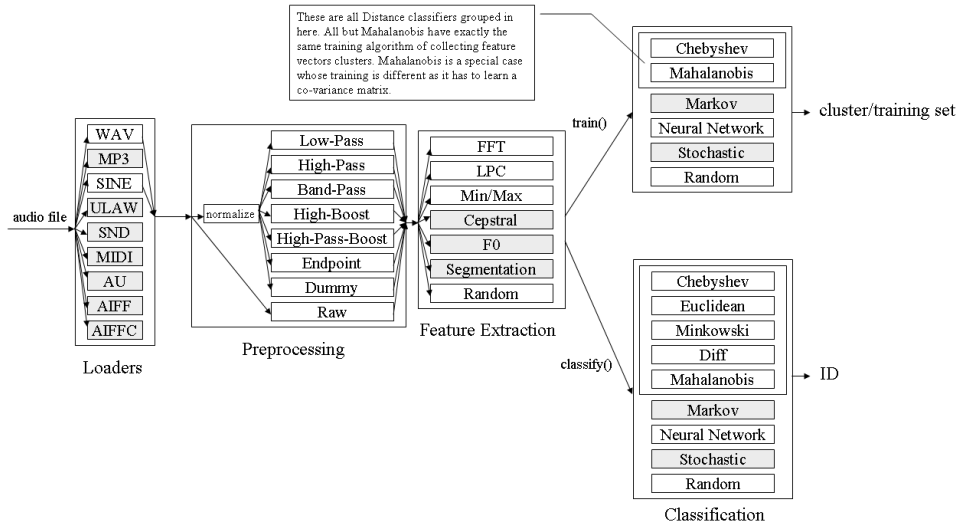 These are all Distance classifiers grouped in
here. All but Mahalanobis have exactly the
same training algorithm of collecting feature
vectors clusters. Mahalanobis is a special case
whose training is different as it has to learn a
co-variance matrix.
audio file
WAV
MP3
SINE
ULAW
SND
MIDI
AU
AIFF
AIFFC
Loaders
normalize
Low-Pass
High-Pass
Band-Pass
High-Boost
High-Pass-Boost
Endpoint
Dummy
Raw
Preprocessing
FFT
LPC
Min/Max
Cepstral
F0
Segmentation
Random
Feature Extraction
train()
Chebyshev
Mahalanobis
Markov
Neural Network
Stochastic
Random
cluster/training set
classify()
Chebyshev
Euclidean
Minkowski
Diff
Mahalanobis
Markov
Neural Network
Stochastic
Random
ID
Classification